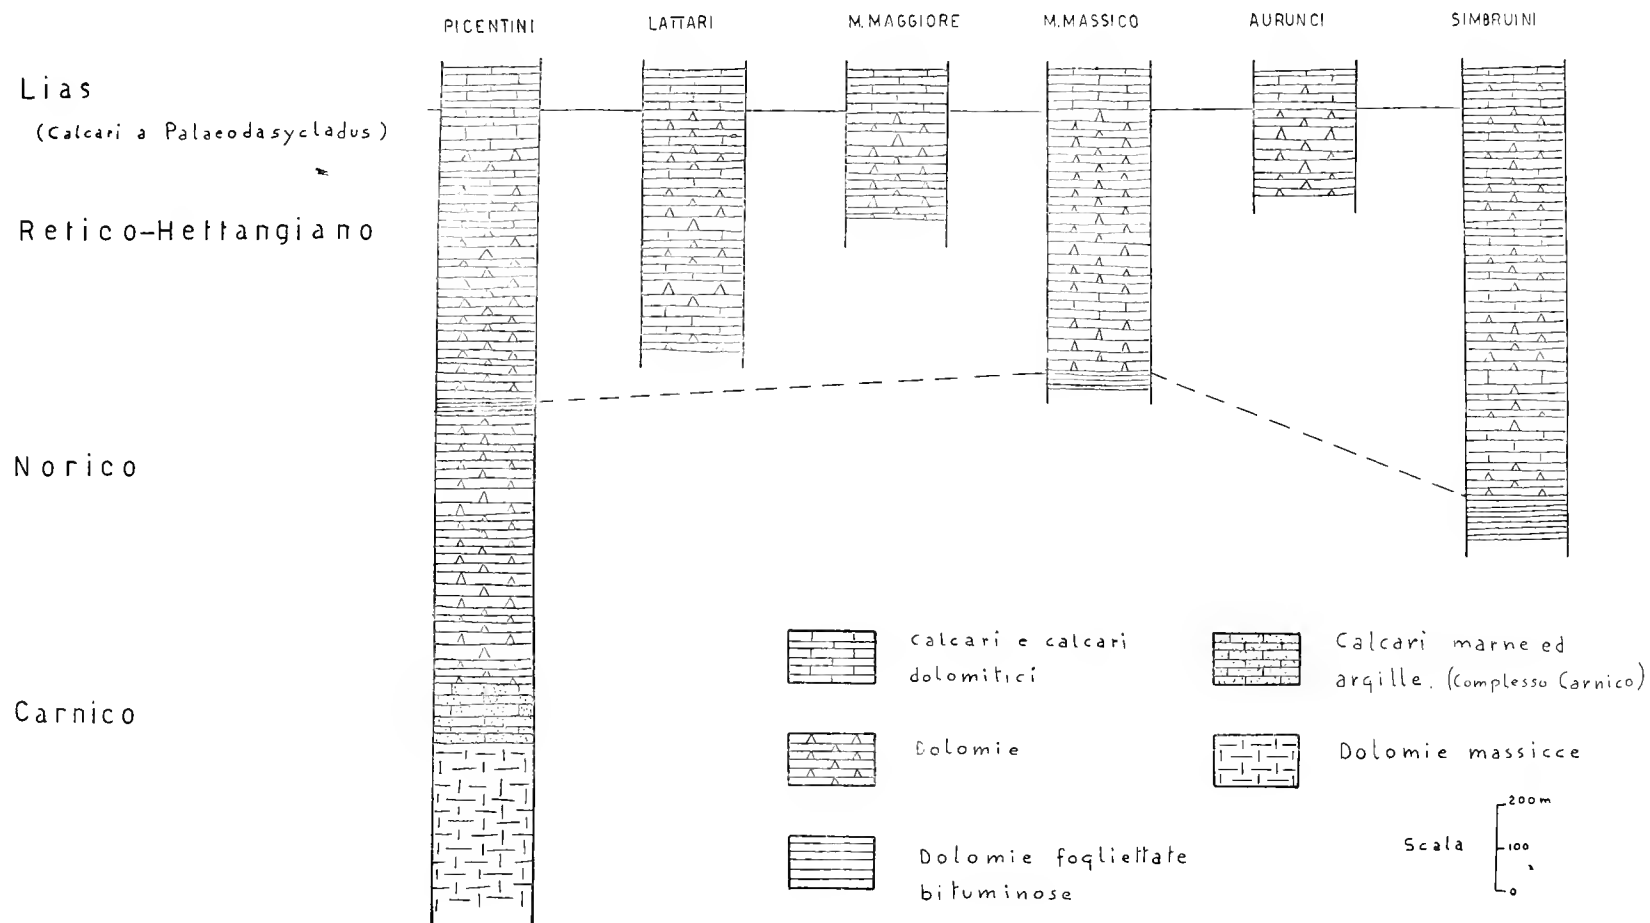 PICENTINI LATTARI M.MAGGIORE M.MASSICO AURUNCI SIMBRUINI
Lias
(Calcari a Palaeodasycladus)
Retico-Hettangiano
Norico
Carnico
Calcari e calcari
dolomitici
Dolomie
Dolomie fogliettate
bituminose
Calcari marne ed
argille. (Complesso Carnico)
Dolomie massicce
Scala
200m
100
0